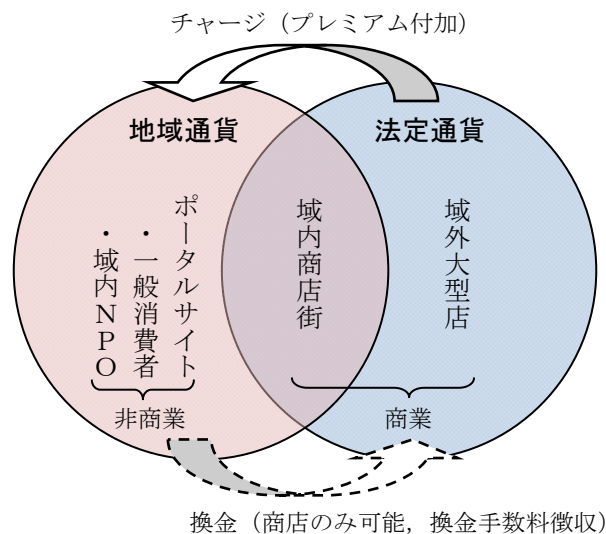 チャージ（プレミアム付加）
地域通貨
法定通貨
ポータルサイト
・一般消費者
・域内ＮＰＯ
域内商店街
域外大型店
非商業
商業
換金（商店のみ可能，換金手数料徴収）